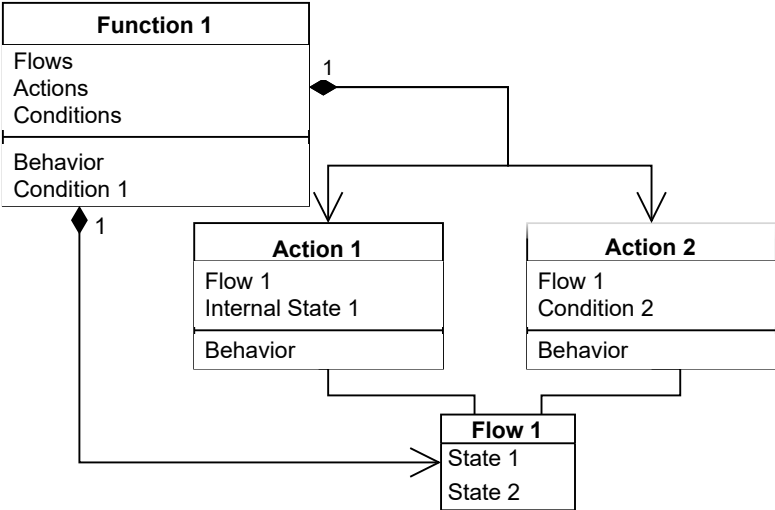 Function 1
Flows
Actions
Conditions
Behavior
Condition 1
1
1
Action 1
Flow 1
Internal State 1
Behavior
Action 2
Flow 1
Condition 2
Behavior
Flow 1
State 1
State 2